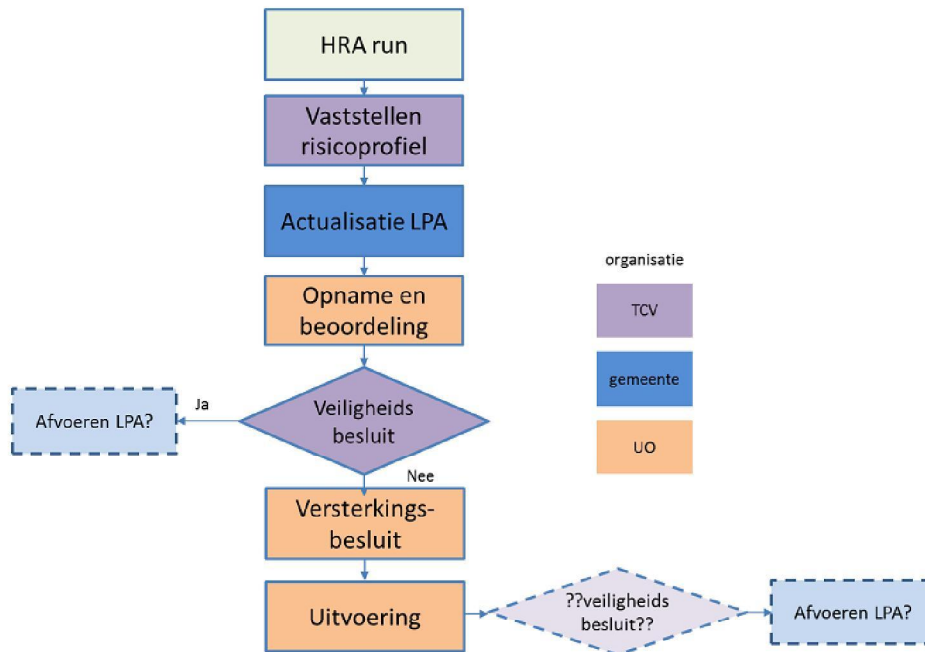 HRA run
Vaststellen
risicoprofiel
Actualisatie LPA
organisatie
Opname en
beoordeling
TCV
gemeente
Afvoeren LPA?
Ja
Veiligheids
besluit
UO
Nee
Versterkings-
besluit
Uitvoering
??veiligheids
besluit??
Afvoeren LPA?